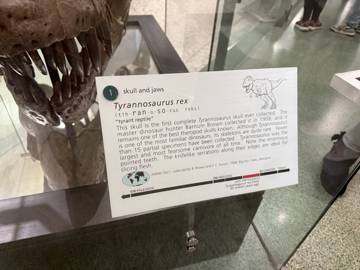 1 skull and jaws
Tyrannosaurus rex
"tyrant reptile"
This skull is the first complete Tyrannosaurus skull ever collected. The
master dinosaur hunter Barnum Brown collected it in 1908, and it
remains one of the best theropod skulls known. Although Tyrannosaurus
is one of the most familiar dinosaurs, its skeletons are quite rare: fewer
than 15 partial specimens have been collected. Tyrannosaurus was the
largest and most fearsome carnivore of all time. Note the enormous
pointed teeth. The knifelike serrations along their edges are ideal for
slicing flesh.